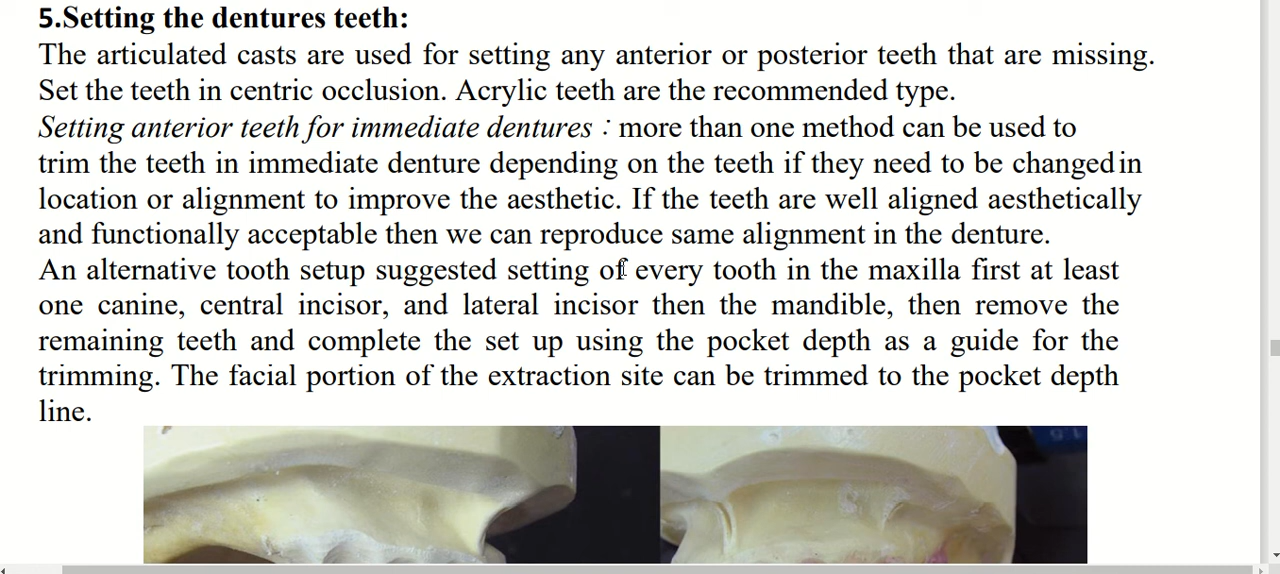 5.Setting the dentures teeth:
The articulated casts are used for setting any anterior or posterior teeth that are missing.
Set the teeth in centric occlusion. Acrylic teeth are the recommended type.
Setting anterior teeth for immediate dentures : more than one method can be used to
trim the teeth in immediate denture depending on the teeth if they need to be changed in
location or alignment to improve the aesthetic. If the teeth are well aligned aesthetically
and functionally acceptable then we can reproduce same alignment in the denture.
An alternative tooth setup suggested setting of every tooth in the maxilla first at least
one canine, central incisor, and lateral incisor then the mandible, then remove the
remaining teeth and complete the set up using the pocket depth as a guide for the
trimming. The facial portion of the extraction site can be trimmed to the pocket depth
line.